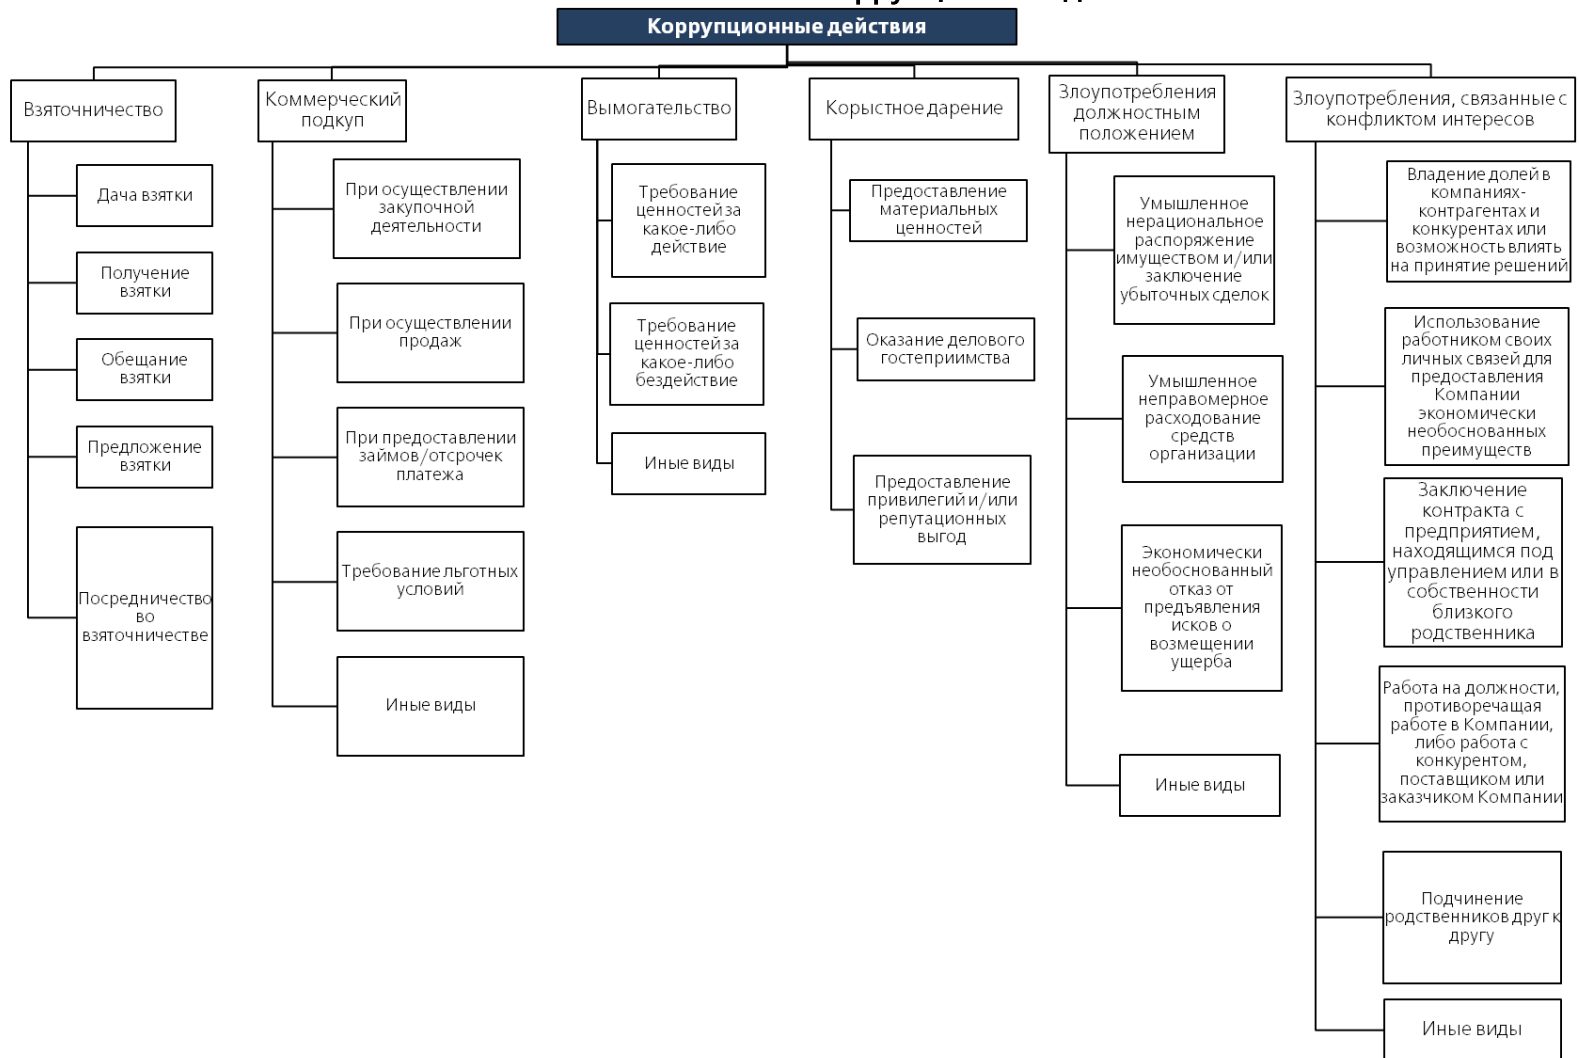 Коррупционные действия
Взяточничество
Дача взятки
Получение
взятки
Обещание
взятки
Предложение
взятки
Посредничество
во
взяточничестве
Коммерческий
подкуп
При осуществлении
закупочной
деятельности
При осуществлении
продаж
При предоставлении
займов/отсрочек
платежа
Требование льготных
условий
Иные виды
Вымогательство
Требование
ценностей за
какое-либо
действие
Требование
ценностей за
какое-либо
бездействие
Иные виды
Корыстное дарение
Предоставление
материальных
ценностей
Оказание делового
гостеприимства
Предоставление
привилегий и/или
репутационных
выгод
Злоупотребления
должностным
положением
Умышленное
нерациональное
распоряжение
имуществом и/или
заключение
убыточных сделок
Умышленное
неправомерное
расходование
средств
организации
Экономически
необоснованный
отказ от
предъявления
исков о
возмещении
ущерба
Иные виды
Злоупотребления, связанные с
конфликтом интересов
Владение долей в
компаниях-
контрагентах и
конкурентах или
возможность влиять
на принятие решений
Использование
работником своих
личных связей для
предоставления
Компании
экономически
необоснованных
преимуществ
Заключение
контракта с
предприятием,
находящимся под
управлением или в
собственности
близкого
родственника
Работа на должности,
противоречащая
работе в Компании,
либо работа с
конкурентом,
поставщиком или
заказчиком Компании
Подчинение
родственников друг к
другу
Иные виды